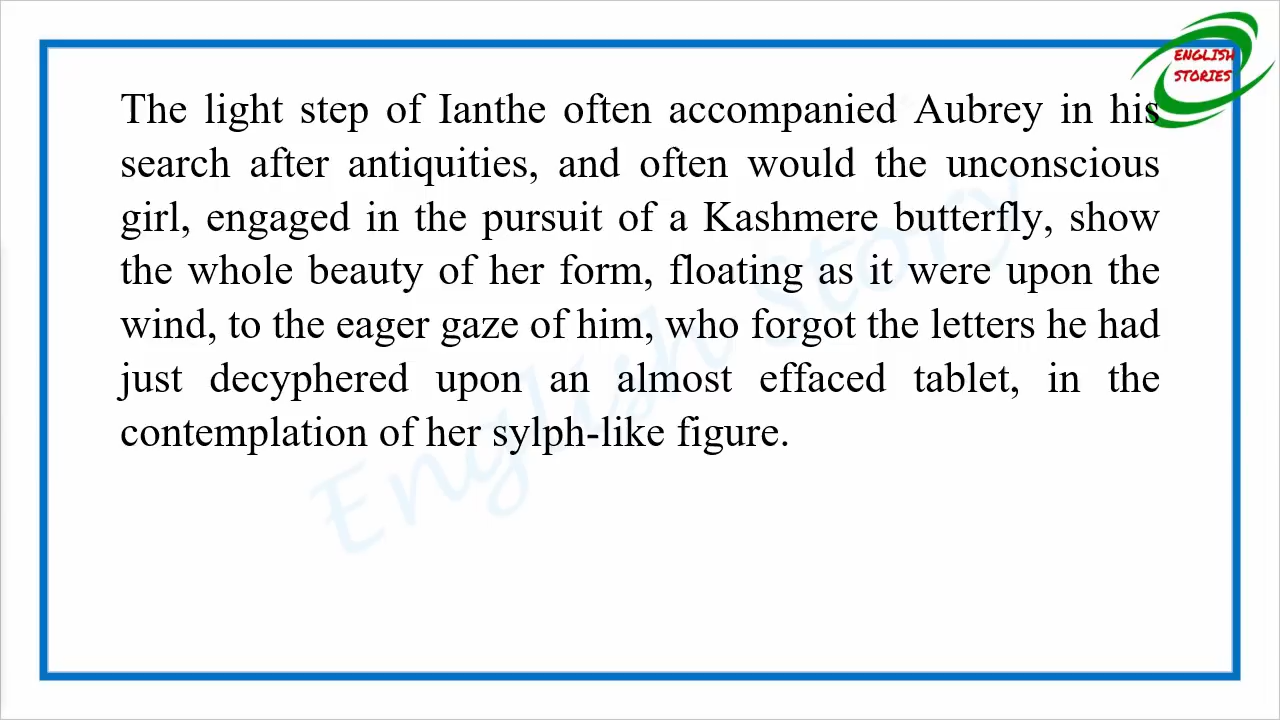 ENGLISH
STORIES
The light step of Ianthe often accompanied Aubrey in his
search after antiquities, and often would the unconscious
girl, engaged in the pursuit of a Kashmere butterfly, show
the whole beauty of her form, floating as it were upon the
wind, to the eager gaze of him, who forgot the letters he had
just decyphered upon an almost effaced tablet, in the
contemplation of her sylph-like figure.
English Story